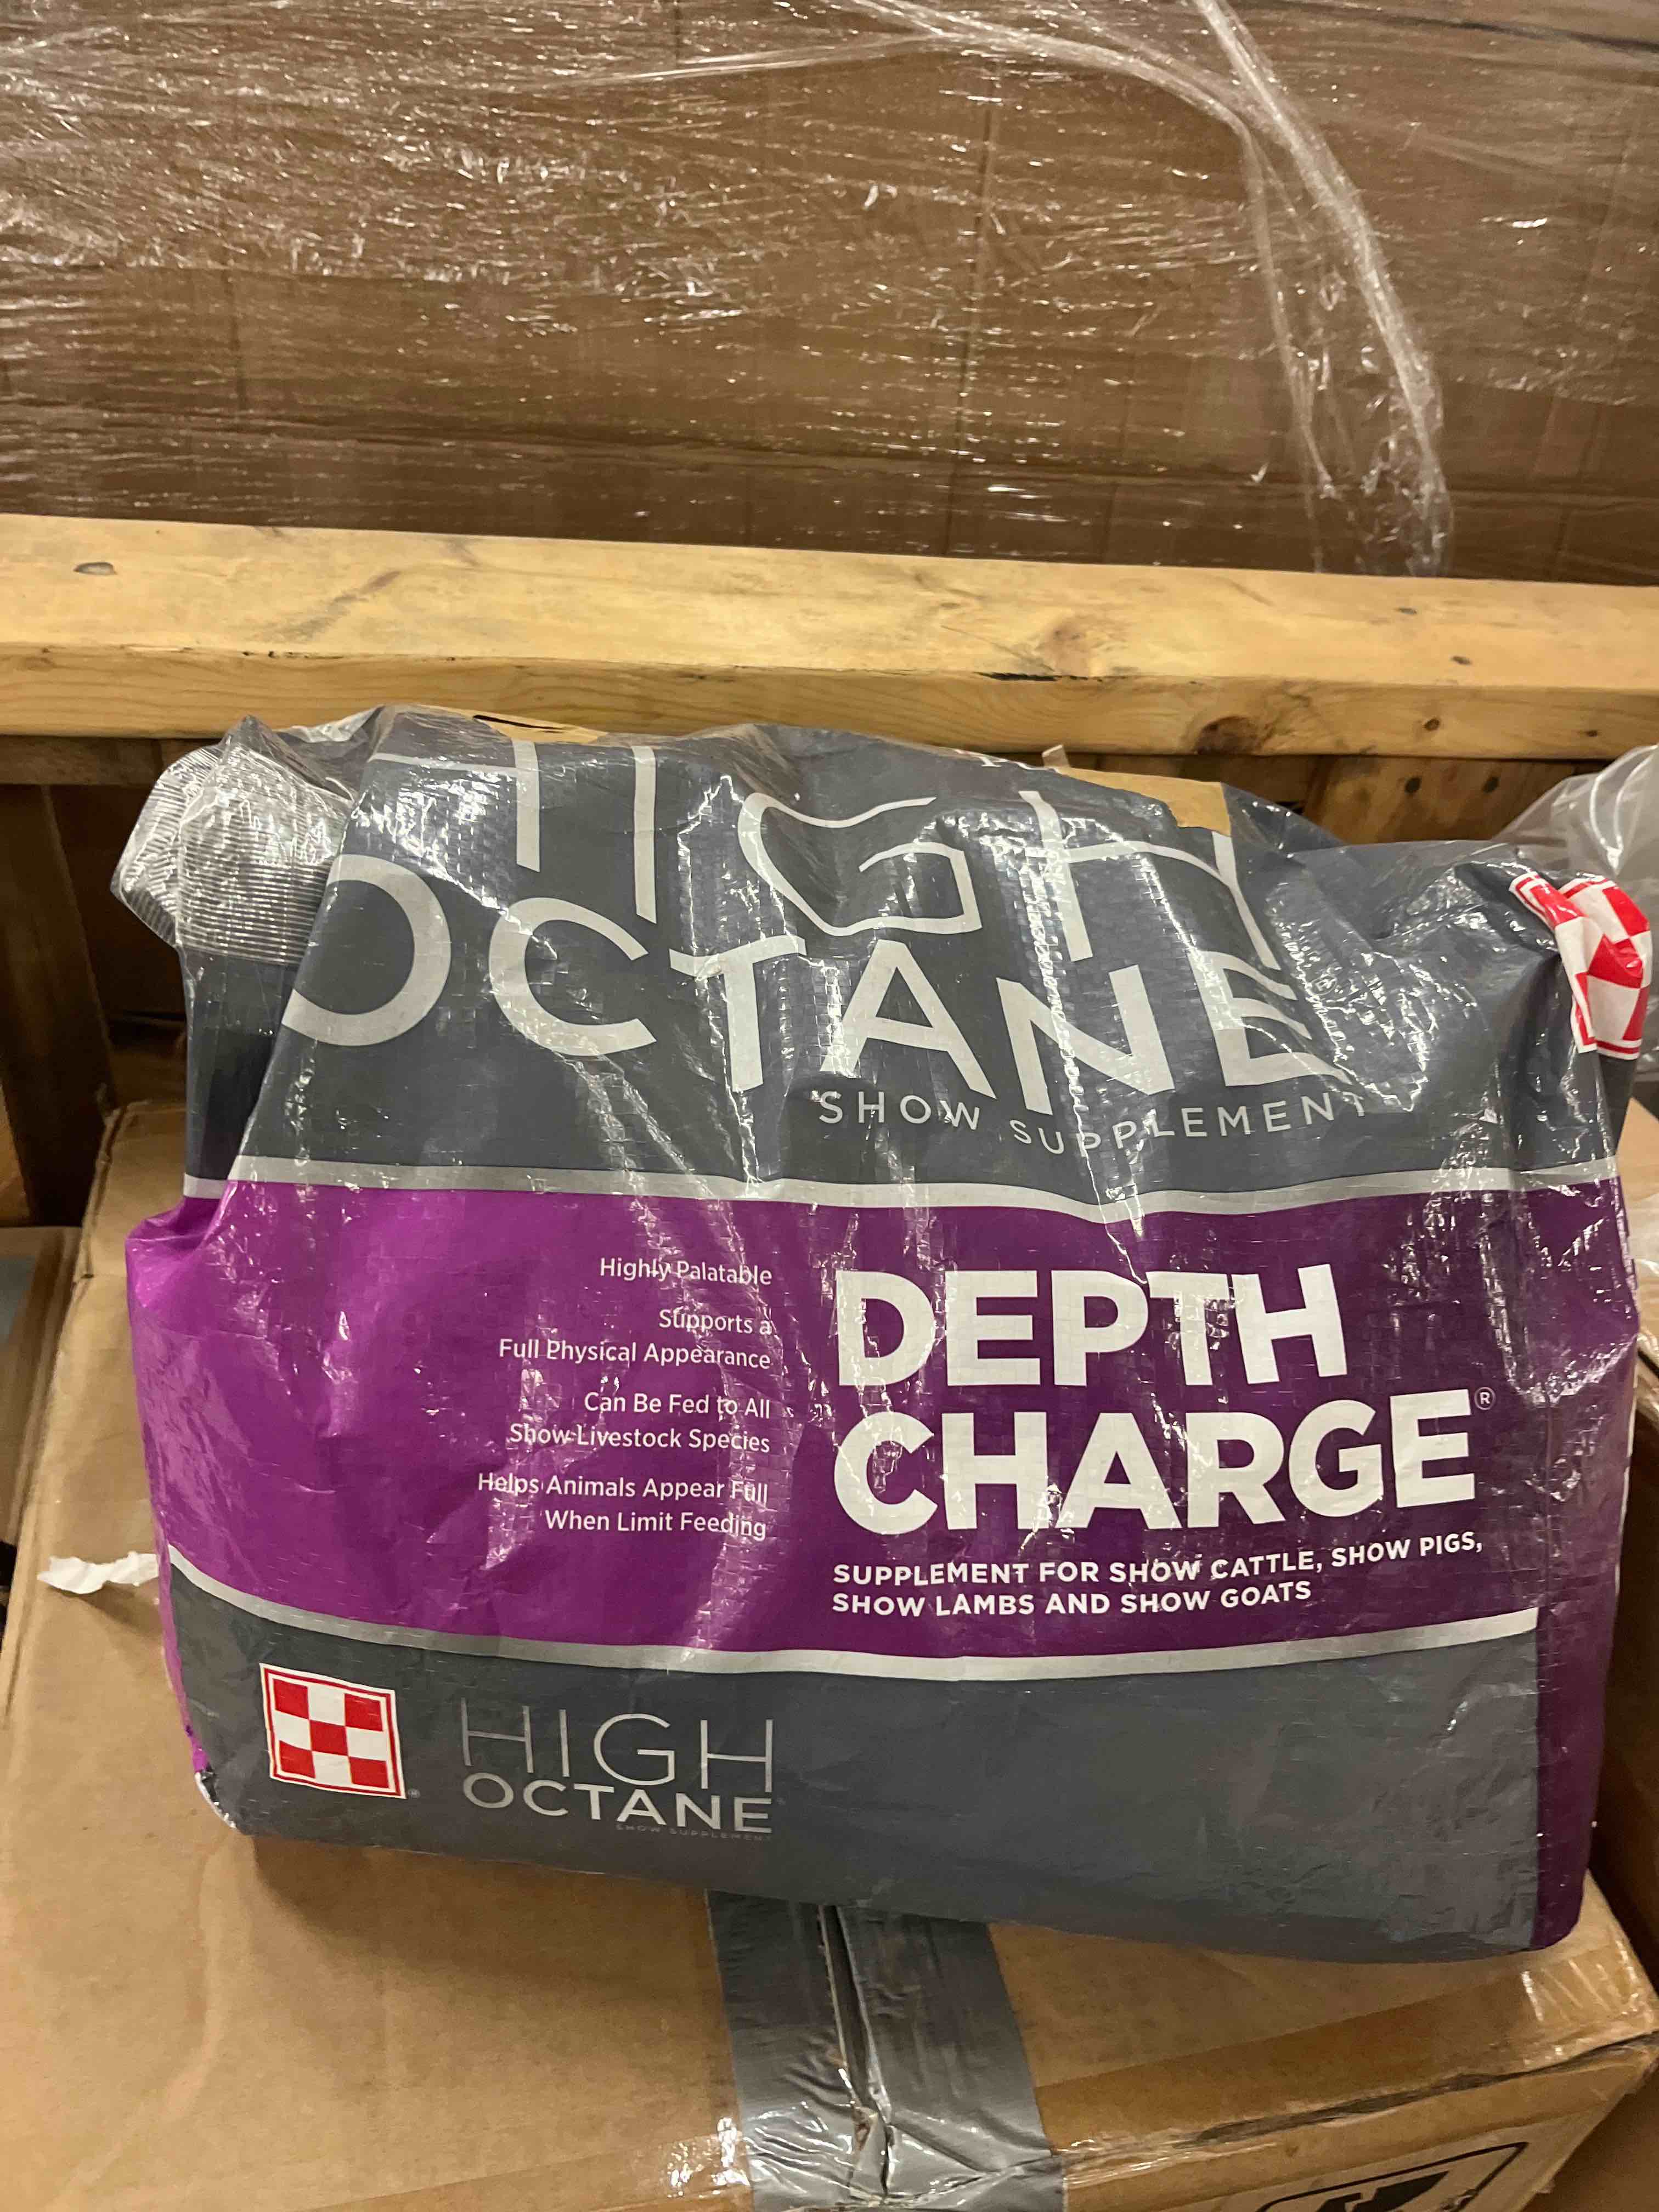 HIGH
OCTANE
SHOW SUPPLEMENT
Highly Palatable
Supports a
Full Physical Appearance
Can Be Fed to All
Show Livestock Species
Helps Animals Appear Full
When Limit Feeding
DEPTH
CHARGE®
SUPPLEMENT FOR SHOW CATTLE, SHOW PIGS,
SHOW LAMBS AND SHOW GOATS
HIGH
OCTANE
SHOW SUPPLEMENT